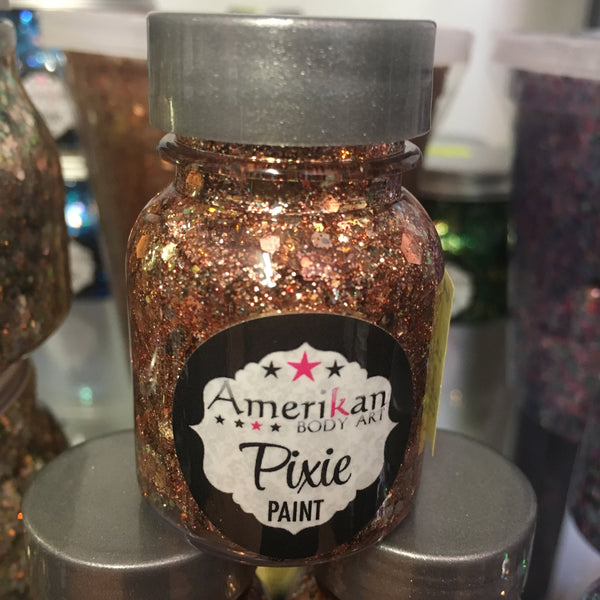 Amerikan
BODY ART
Pixie
PAINT